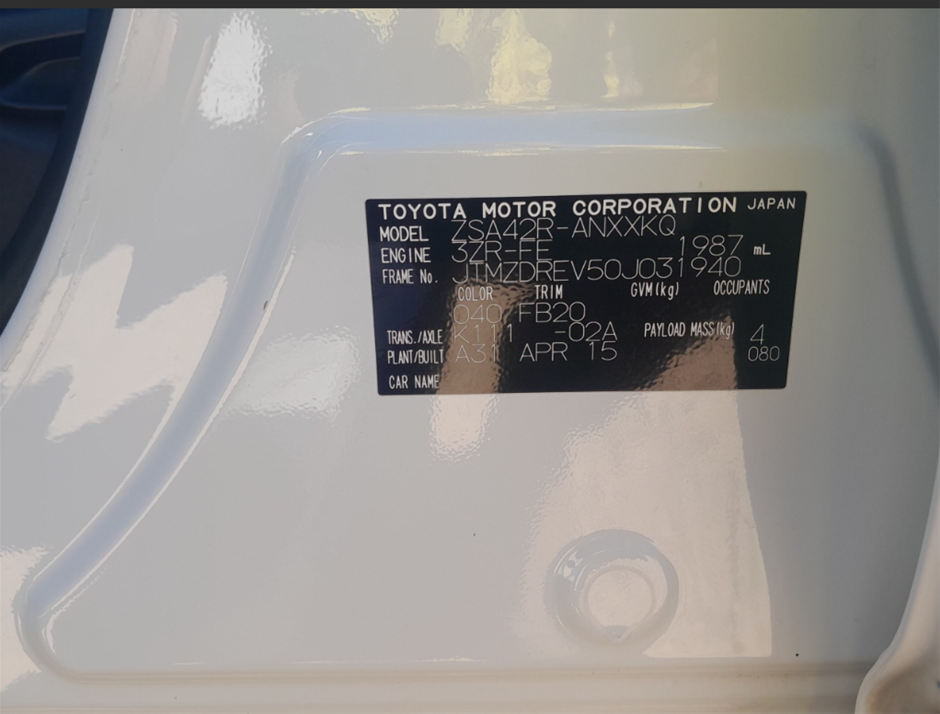 TOYOTA MOTOR CORPORATION JAPAN
MODEL ZSA42R-ANXXKQ
ENGINE 3ZR-FE 1987 mL
FRAME No. JTMZDREV50J031940
COLOR TRIM GVM(kg) OCCUPANTS
040 FB20
TRANS./AXLE K111 -02A PAYLOAD MASS(kg) 4
PLANT/BUILT A31 APR 15 080
CAR NAME